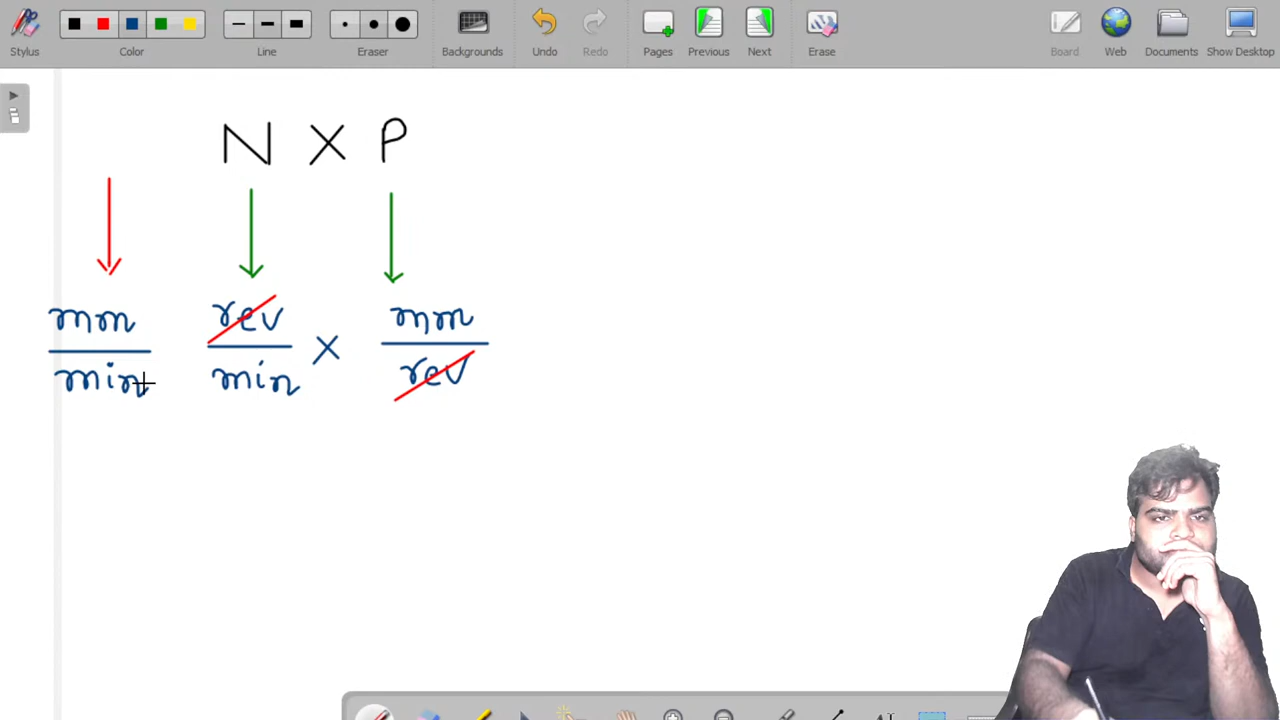 Stylus Color Line Eraser Backgrounds Undo Redo Pages Previous Next Erase Board Web Documents Show Desktop
N X P
mm rev mm
min min X rev